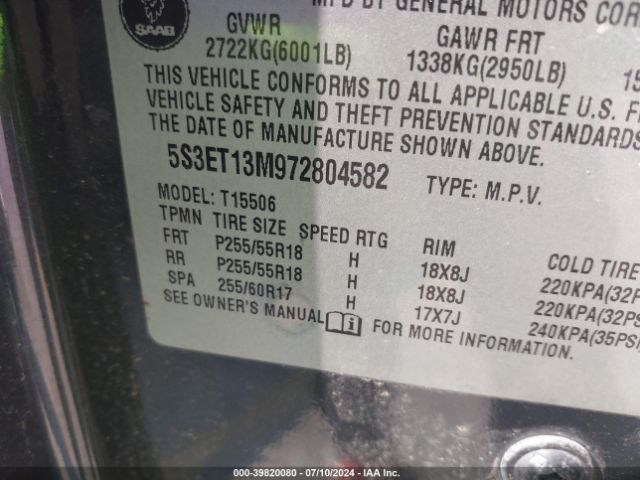 SAAB
MFD BY GENERAL MOTORS COR
GVWR GAWR FRT
2722KG(6001LB) 1338KG(2950LB)
THIS VEHICLE CONFORMS TO ALL APPLICABLE U.S. F
VEHICLE SAFETY AND THEFT PREVENTION STANDARDS
THE DATE OF MANUFACTURE SHOWN ABOVE.
5S3ET13M972804582 TYPE: M.P.V.
MODEL: T15506
TPMN TIRE SIZE SPEED RTG RIM COLD TIRE
FRT P255/55R18 H 18X8J 220KPA(32P
RR P255/55R18 H 18X8J 220KPA(32PS
SPA 255/60R17 H 17X7J 240KPA(35PSI
SEE OWNER'S MANUAL FOR MORE INFORMATION.
000-39820080 - 07/10/2024 - IAA Inc.